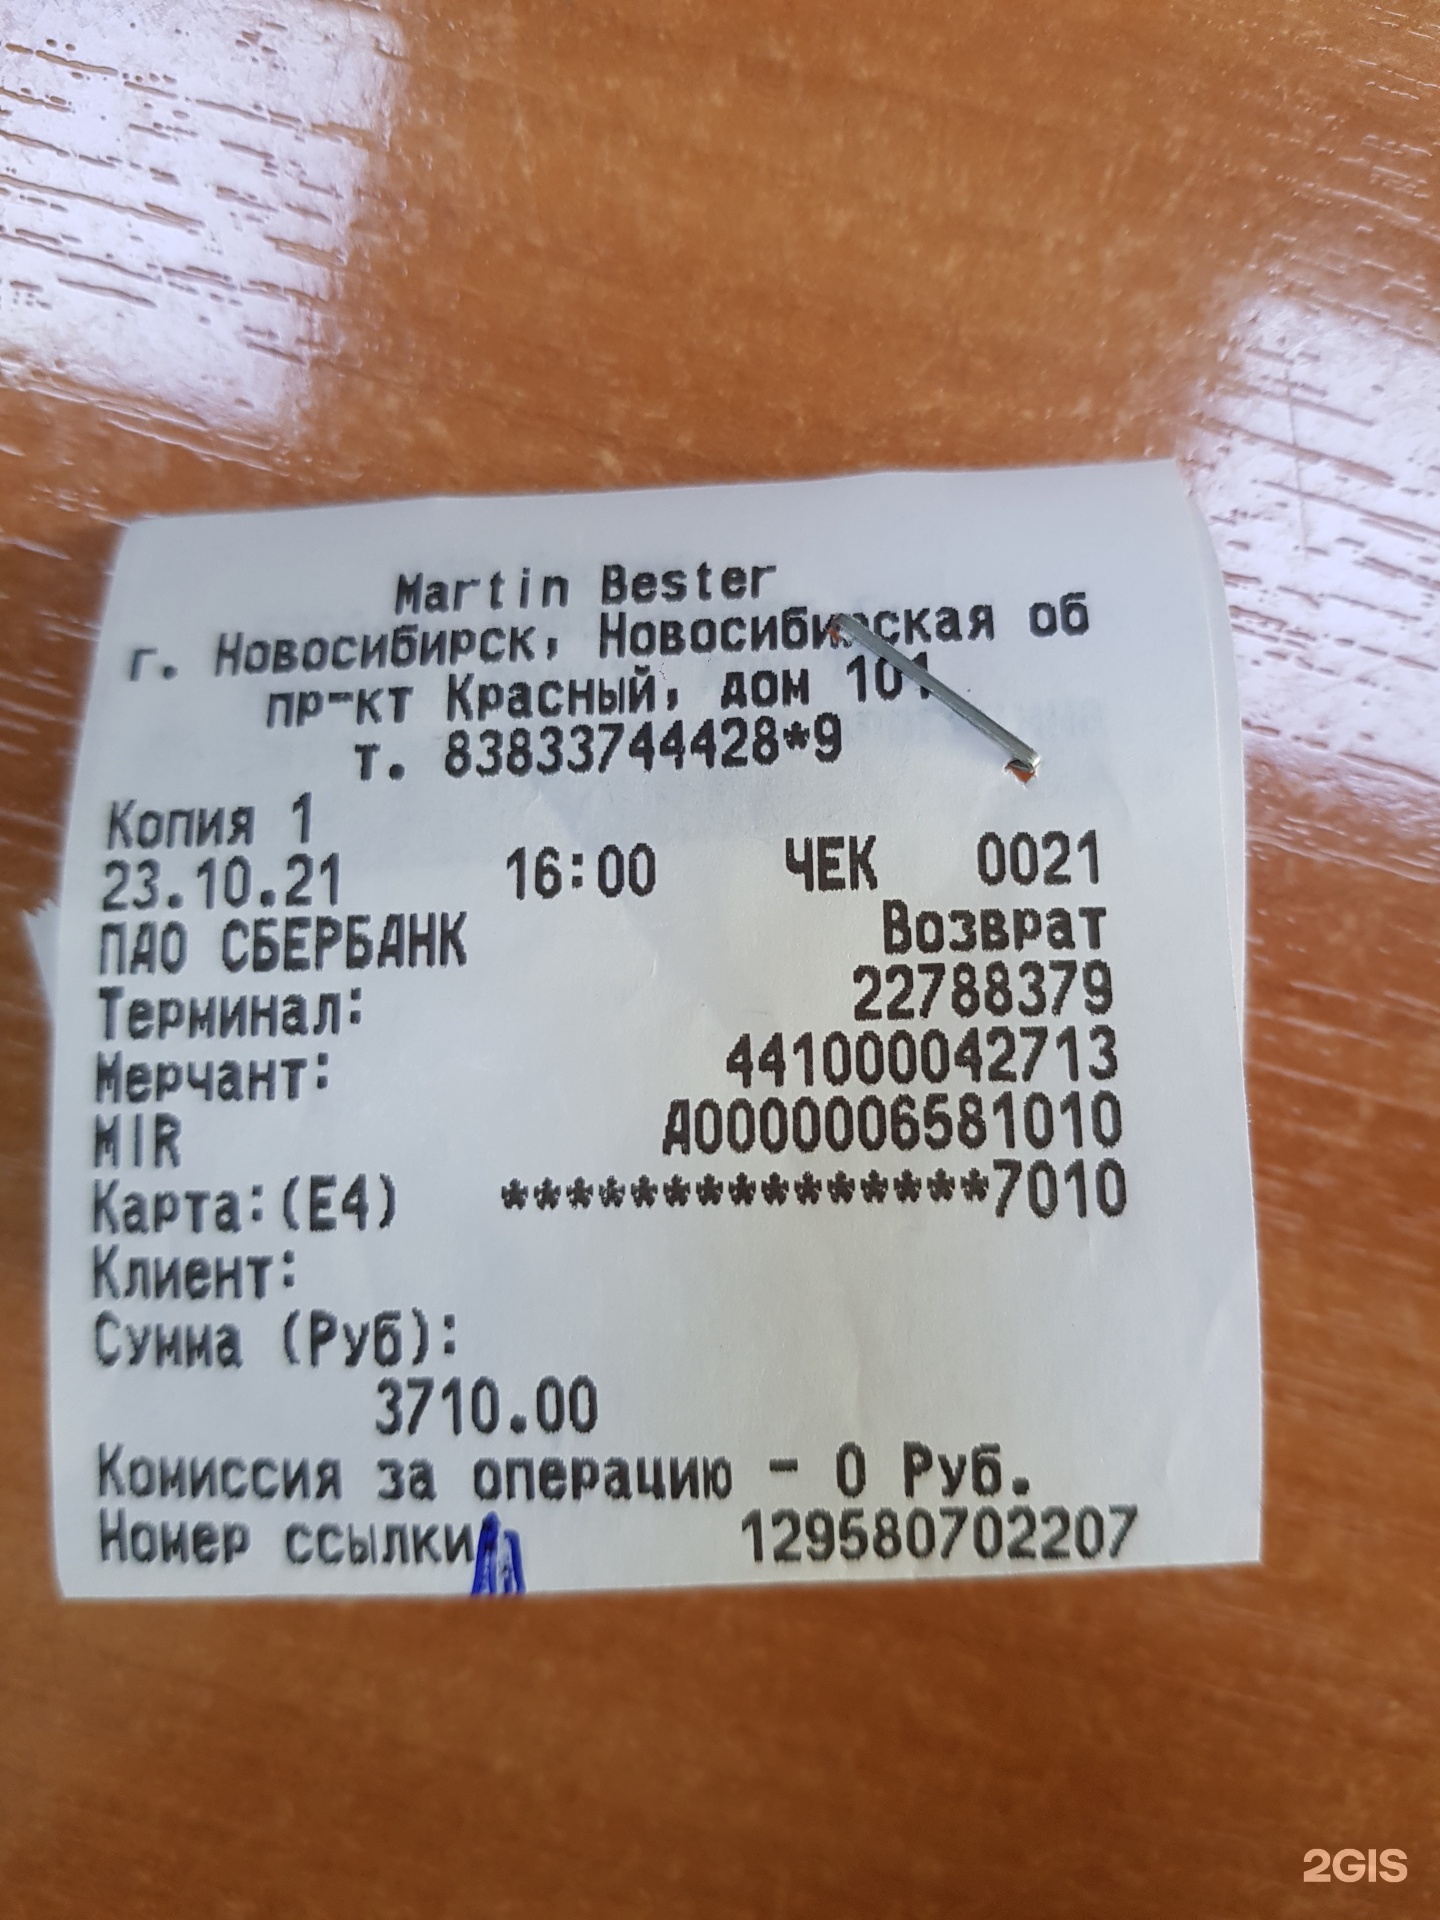 Martin Bester
г. Новосибирск, Новосибирская об
пр-кт Красный, дом 101
т. 83833744428*9
Копия 1
23.10.21 16:00 ЧЕК 0021
ПАО СБЕРБАНК Возврат
Терминал: 22788379
Мерчант: 441000042713
MIR A0000006581010
Карта:(E4) ***************7010
Клиент:
Сумма (Руб):
3710.00
Комиссия за операцию - 0 Руб.
Номер ссылки 129580702207
2GIS